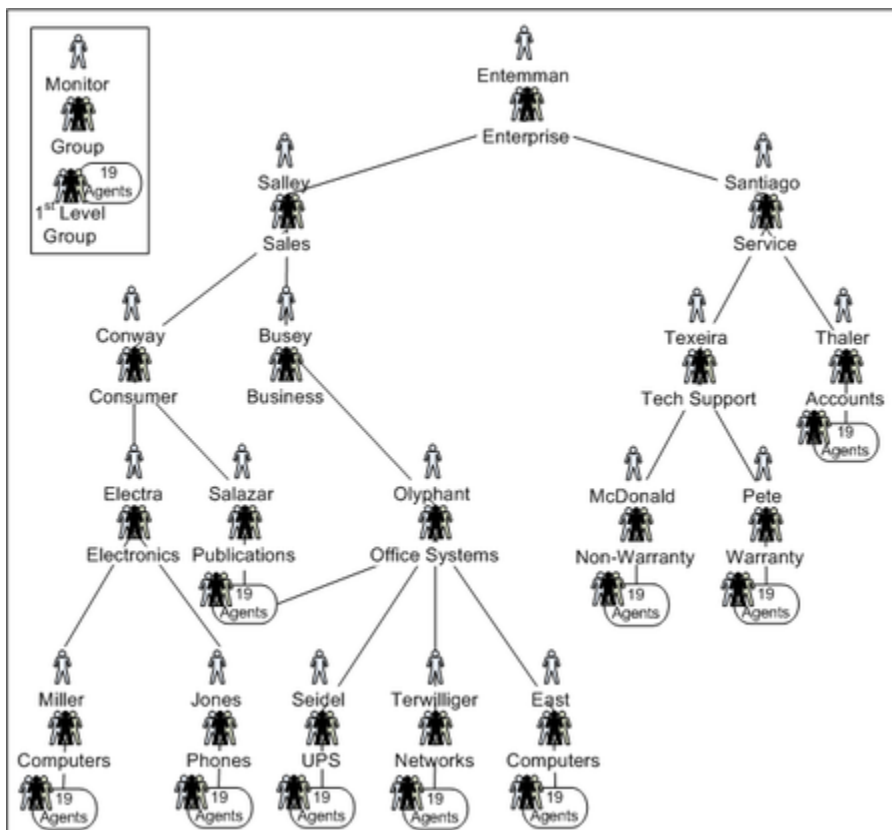 Monitor
Group
19
Agents
1st Level
Group
Entemman
Enterprise
Salley
Sales
Santiago
Service
Conway
Consumer
Busey
Business
Texeira
Tech Support
Thaler
Accounts
19
Agents
Electra
Electronics
Salazar
Publications
19
Agents
Olyphant
Office Systems
McDonald
Non-Warranty
19
Agents
Pete
Warranty
19
Agents
Miller
Computers
19
Agents
Jones
Phones
19
Agents
Seidel
UPS
19
Agents
Terwilliger
Networks
19
Agents
East
Computers
19
Agents